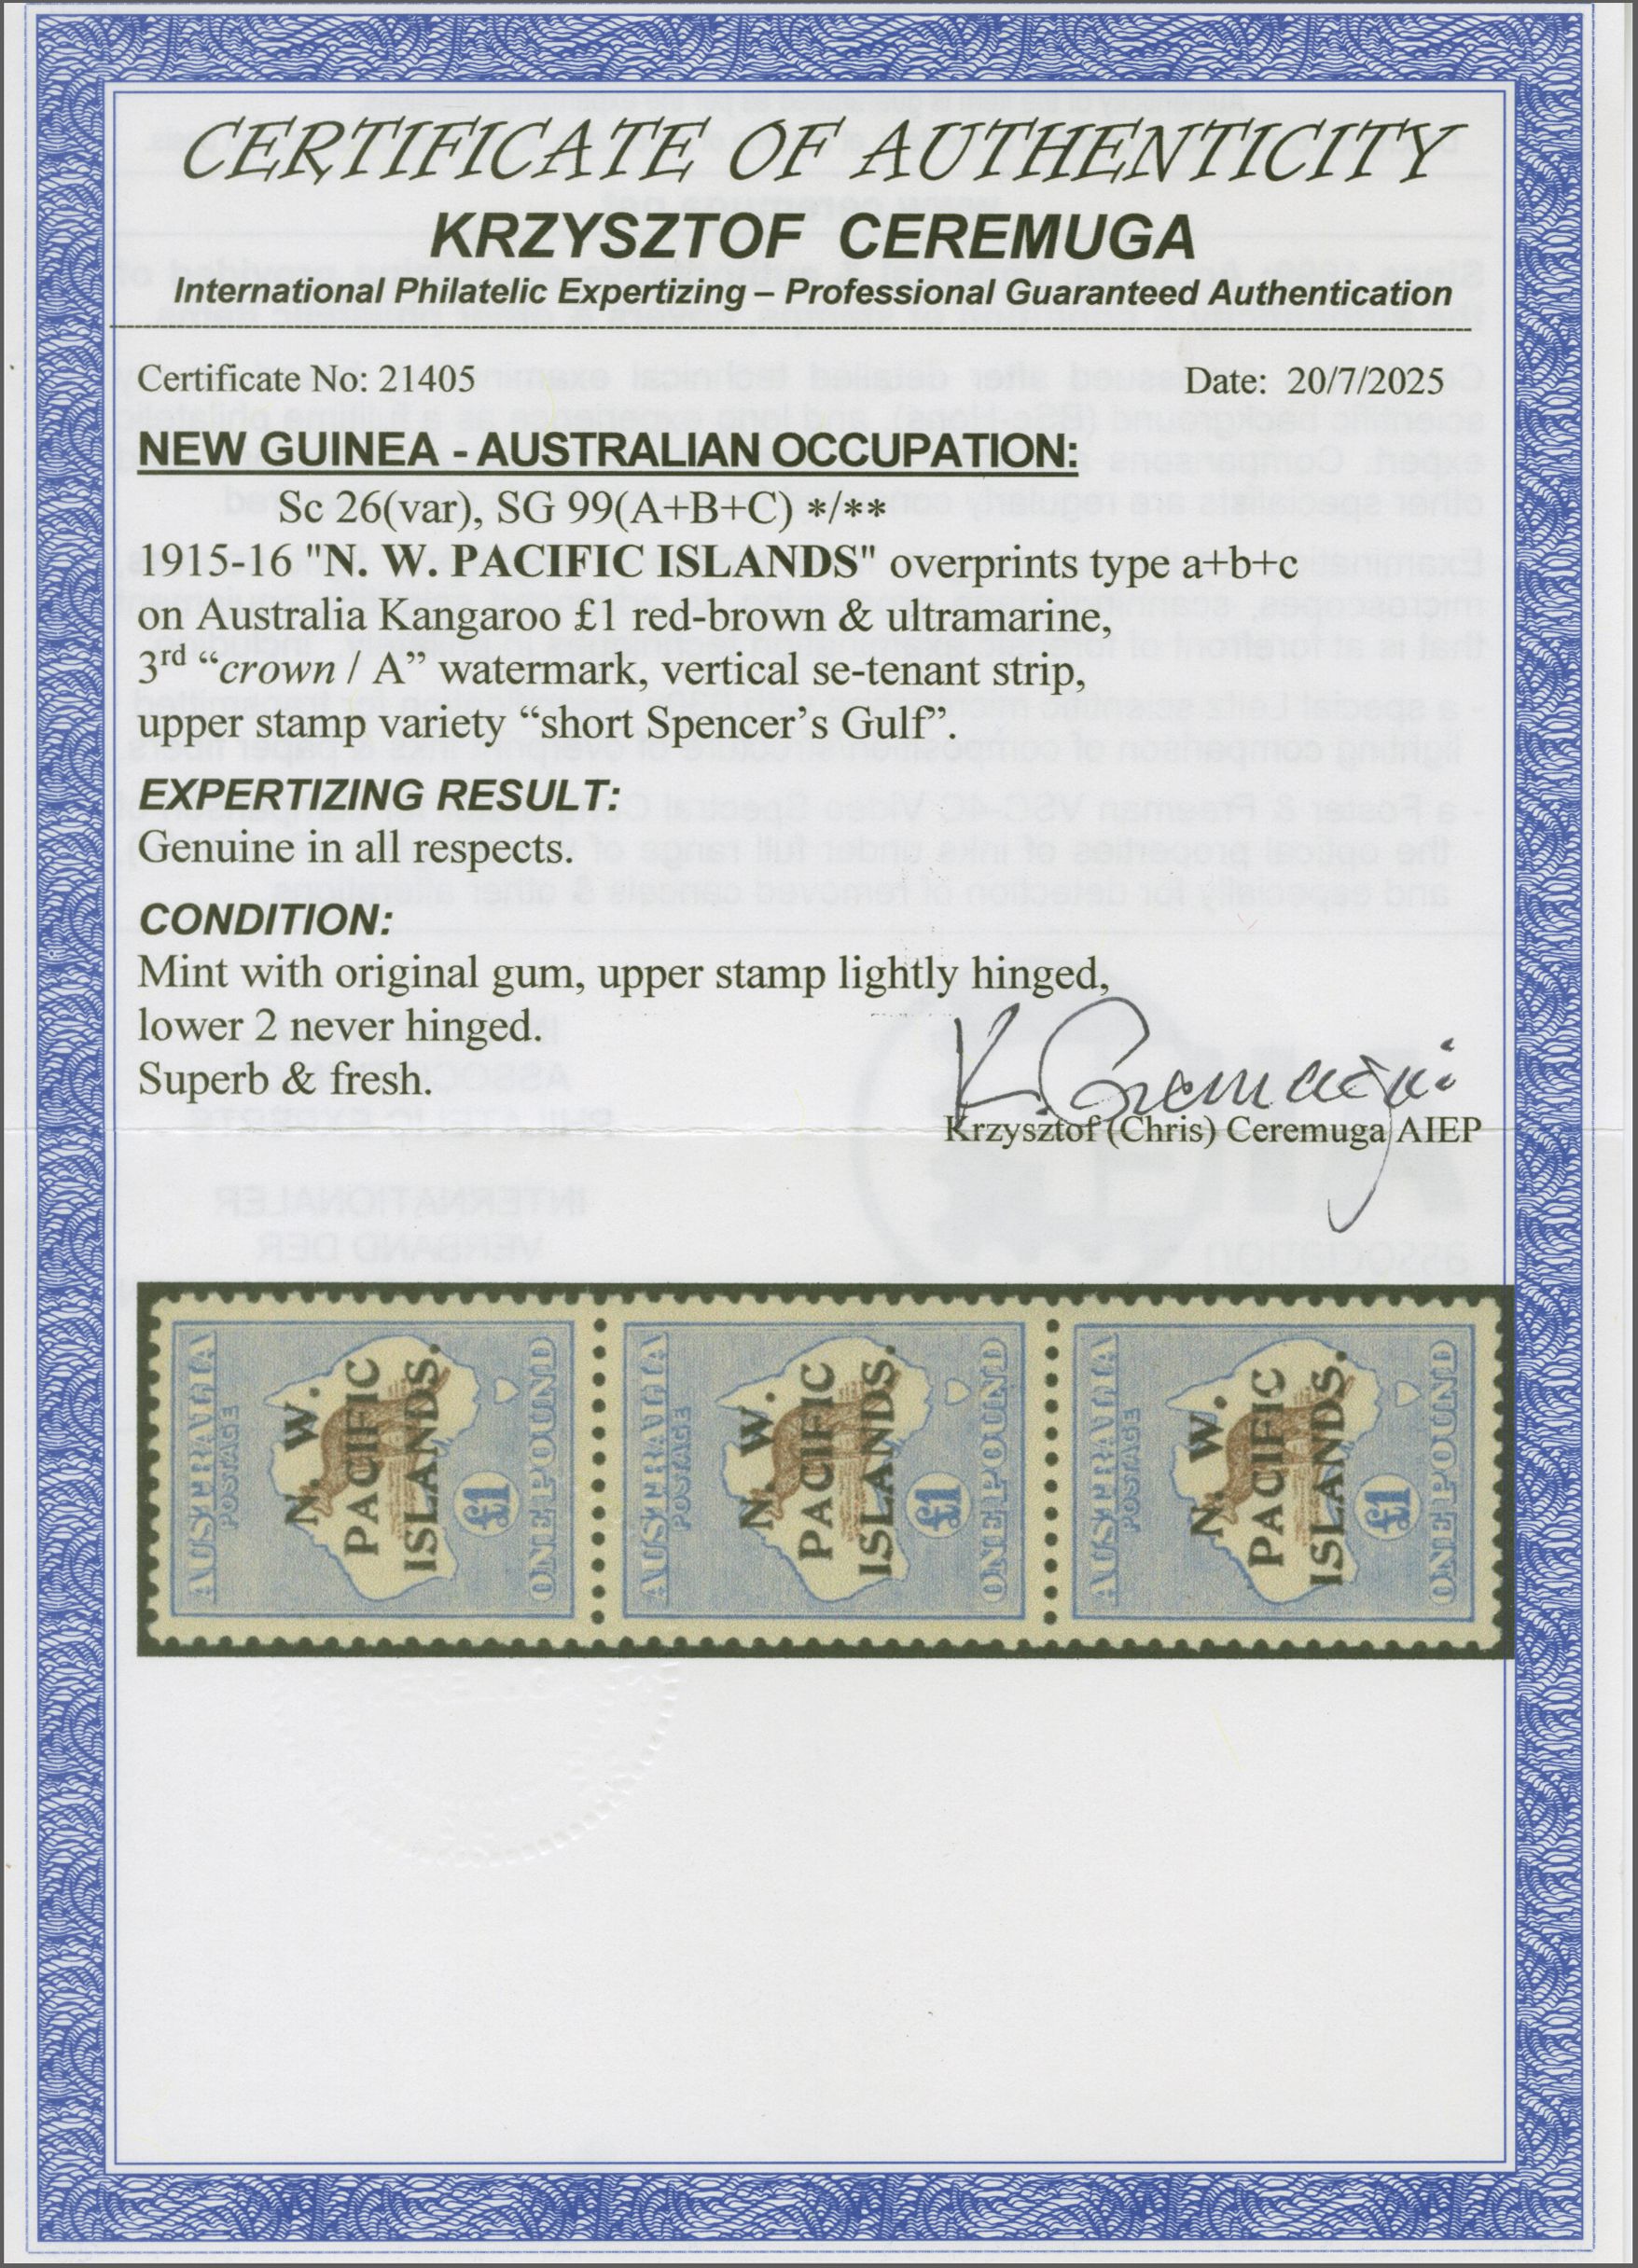 CERTIFICATE OF AUTHENTICITY
KRZYSZTOF CEREMUGA
International Philatelic Expertizing – Professional Guaranteed Authentication
Certificate No: 21405 Date: 20/7/2025
NEW GUINEA - AUSTRALIAN OCCUPATION:
Sc 26(var), SG 99(A+B+C) */**
1915-16 "N. W. PACIFIC ISLANDS" overprints type a+b+c
on Australia Kangaroo £1 red-brown & ultramarine,
3rd “crown / A” watermark, vertical se-tenant strip,
upper stamp variety “short Spencer’s Gulf”.
EXPERTIZING RESULT:
Genuine in all respects.
CONDITION:
Mint with original gum, upper stamp lightly hinged,
lower 2 never hinged.
Superb & fresh.
K. Ceremuga
Krzysztof (Chris) Ceremuga AIEP
AUSTRALIA
POSTAGE
N. W.
PACIFIC
ISLANDS.
£1
ONE POUND
AUSTRALIA
POSTAGE
N. W.
PACIFIC
ISLANDS.
£1
ONE POUND
AUSTRALIA
POSTAGE
N. W.
PACIFIC
ISLANDS.
£1
ONE POUND